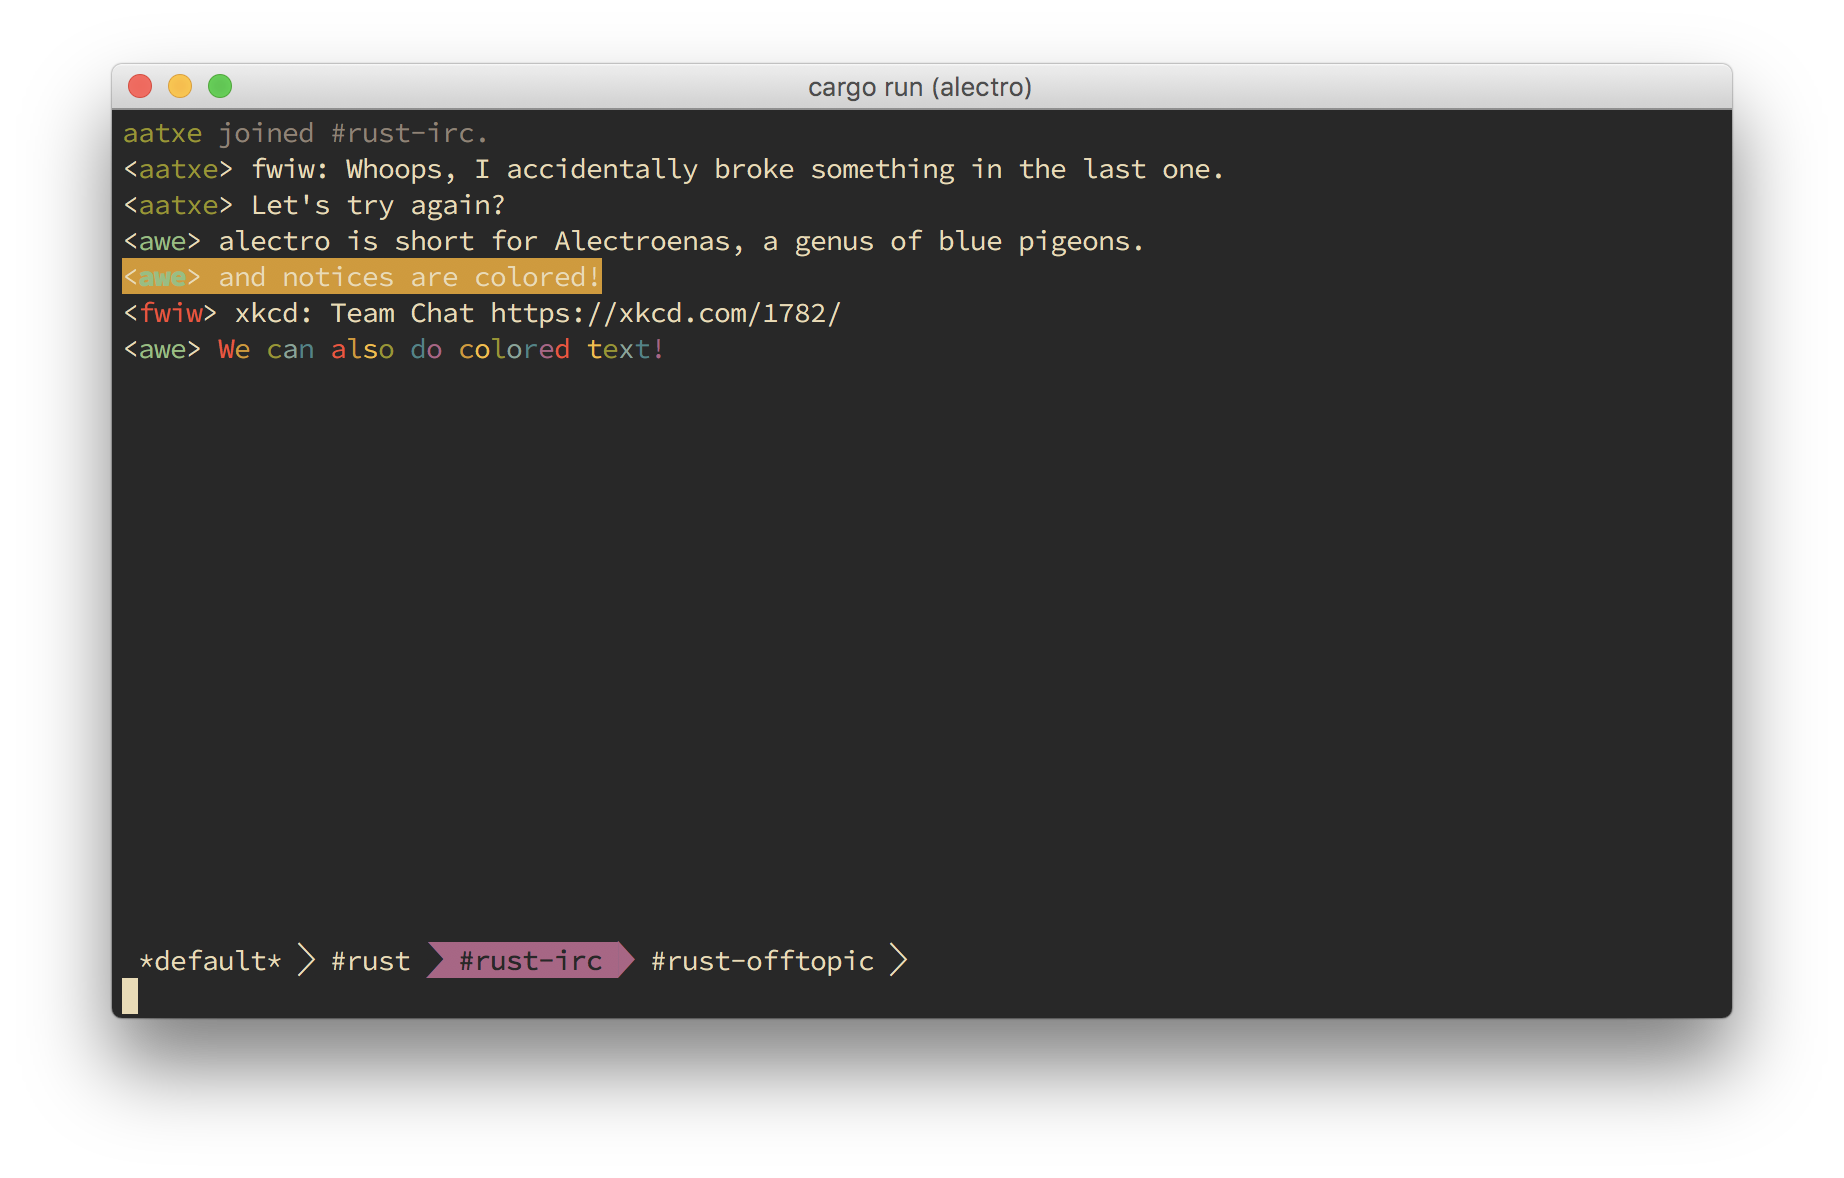 cargo run (alectro)
aatxe joined #rust-irc.
<aatxe> fwiw: Whoops, I accidentally broke something in the last one.
<aatxe> Let's try again?
<awe> alectro is short for Alectroenas, a genus of blue pigeons.
<awe> and notices are colored!
<fwiw> xkcd: Team Chat https://xkcd.com/1782/
<awe> We can also do colored text!
*default* #rust #rust-irc #rust-offtopic